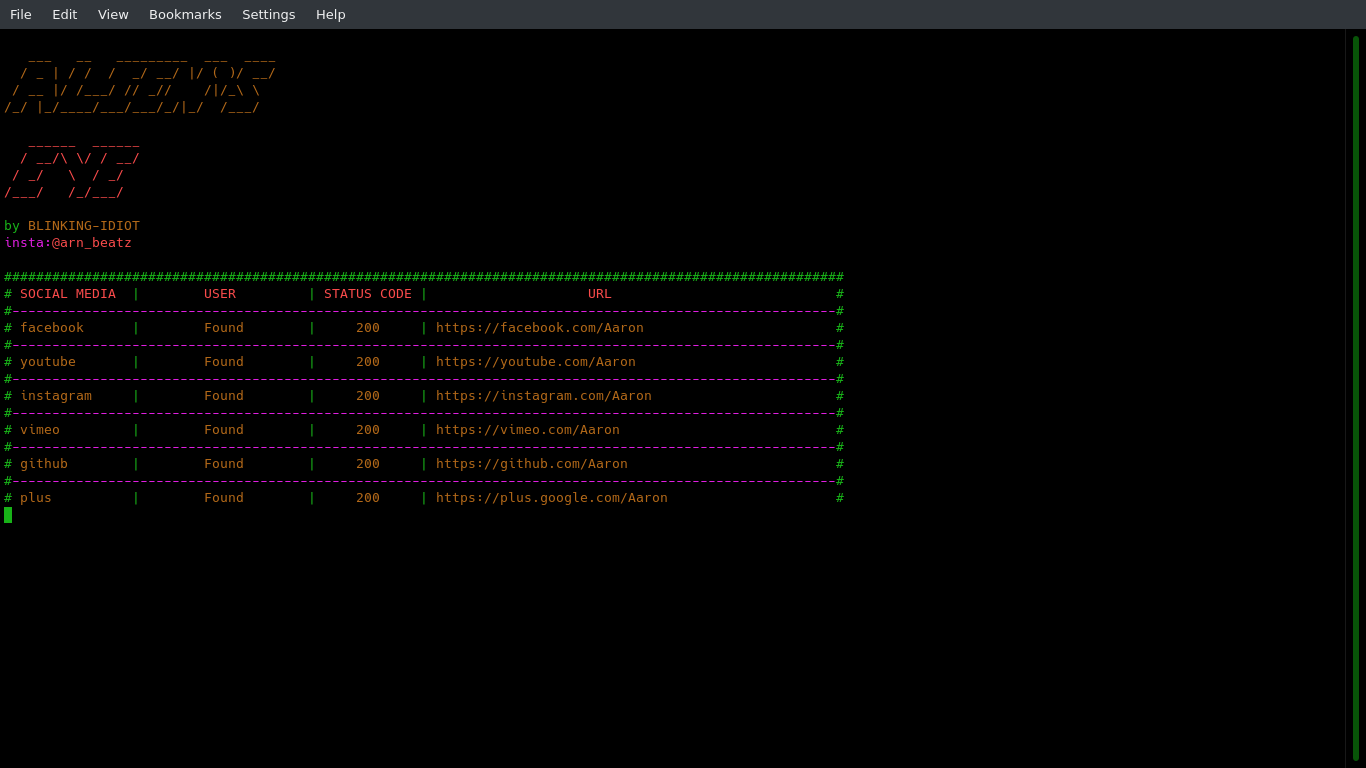 File Edit View Bookmarks Settings Help
ALIEN'S
EYE
by BLINKING-IDIOT
insta:@arn_beatz
#########################################################################################################
# SOCIAL MEDIA | USER | STATUS CODE | URL #
#-------------------------------------------------------------------------------------------------------#
# facebook | Found | 200 | https://facebook.com/Aaron #
#-------------------------------------------------------------------------------------------------------#
# youtube | Found | 200 | https://youtube.com/Aaron #
#-------------------------------------------------------------------------------------------------------#
# instagram | Found | 200 | https://instagram.com/Aaron #
#-------------------------------------------------------------------------------------------------------#
# vimeo | Found | 200 | https://vimeo.com/Aaron #
#-------------------------------------------------------------------------------------------------------#
# github | Found | 200 | https://github.com/Aaron #
#-------------------------------------------------------------------------------------------------------#
# plus | Found | 200 | https://plus.google.com/Aaron #